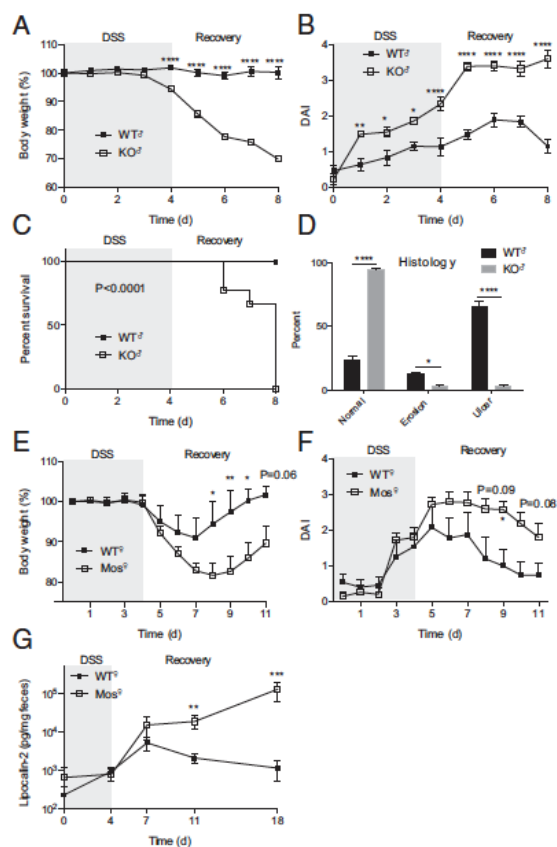 A
DSS Recovery
**** **** **** **** ****
Body weight (%)
110
100
90
80
70
60
WT♂
KO♂
0 2 4 6 8
Time (d)
B
DSS Recovery
** * * **** **** **** **** ****
DAI
4
3
2
1
0
WT♂
KO♂
0 2 4 6 8
Time (d)
C
DSS Recovery
Percent survival
100
50
0
P<0.0001
WT♂
KO♂
0 2 4 6 8
Time (d)
D
Histology
WT♂
KO♂
**** * ****
Percent
100
50
0
Normal
Erosion
Ulcer
E
DSS Recovery
* ** * P=0.06
Body weight (%)
100
90
80
WT♀
Mos♀
1 3 5 7 9 11
Time (d)
F
DSS Recovery
WT♀
Mos♀
P=0.09
* P=0.08
DAI
4
3
2
1
0
1 3 5 7 9 11
Time (d)
G
DSS Recovery
WT♀
Mos♀
** ***
Lipocalin-2 (pg/mg feces)
10⁵
10⁴
10³
10²
0 4 7 11 18
Time (d)